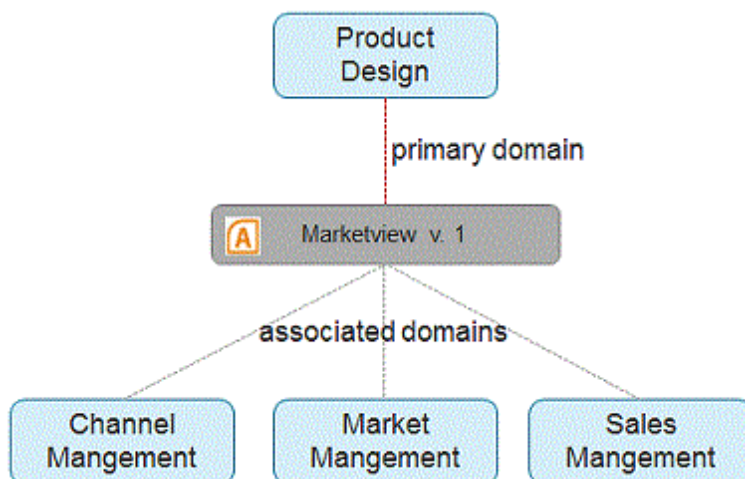 Product
Design
primary domain
A
Marketview v. 1
associated domains
Channel
Mangement
Market
Mangement
Sales
Mangement